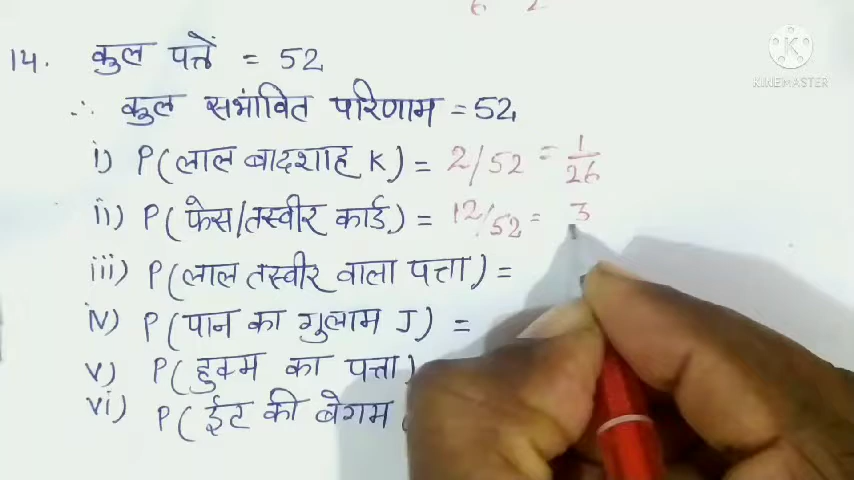 14. कुल पत्ते = 52
∴ कुल सभांवित परिणाम = 52
i) P(लाल बादशाह K) = 2/52 = 1/26
ii) P(फेस/तस्वीर कार्ड) = 12/52 = 3
iii) P(लाल तस्वीर वाला पत्ता) =
iv) P(पान का गुलाम J) =
v) P(हुक्म का पत्ता)
vi) P(ईट की बेगम
K
KINEMASTER